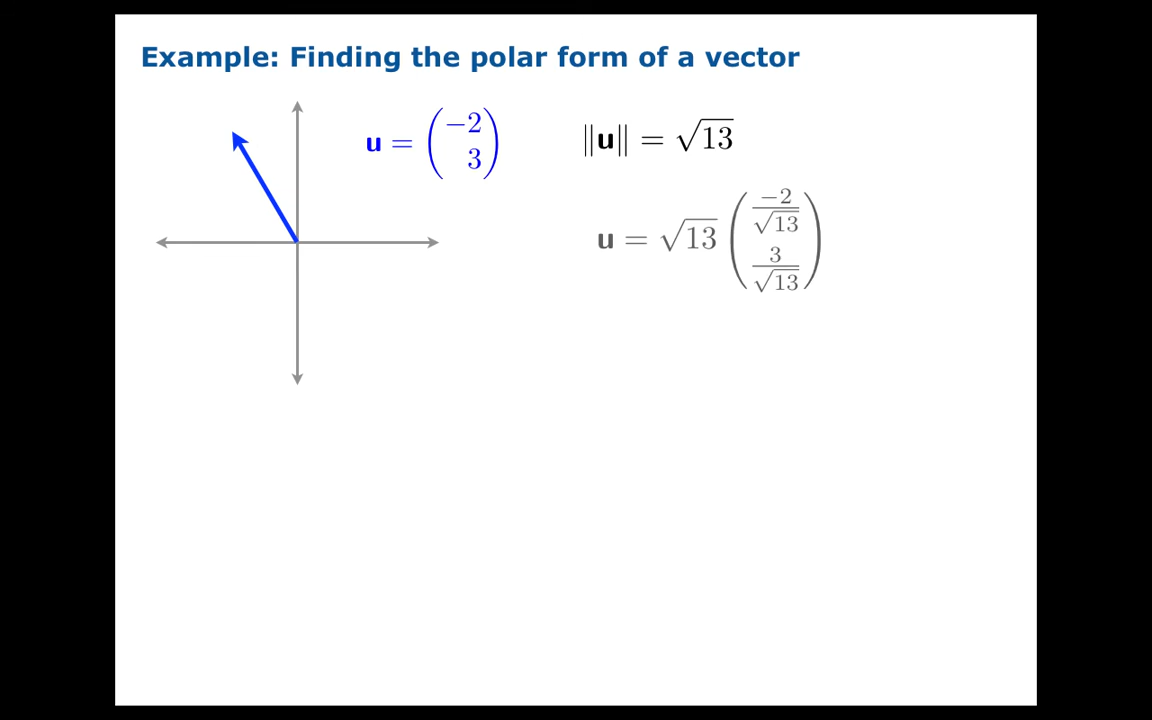 Example: Finding the polar form of a vector
u = (−2
3)
‖u‖ = √13
u = √13 (−2/√13
3/√13)